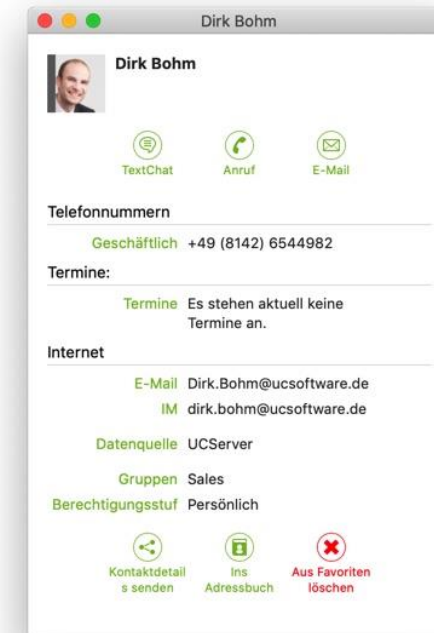 Dirk Bohm
Dirk Bohm
TextChat Anruf E-Mail
Telefonnummern
Geschäftlich +49 (8142) 6544982
Termine:
Termine Es stehen aktuell keine
Termine an.
Internet
E-Mail Dirk.Bohm@ucsoftware.de
IM dirk.bohm@ucsoftware.de
Datenquelle UCServer
Gruppen Sales
Berechtigungsstuf Persönlich
Kontaktdetail Ins Aus Favoriten
s senden Adressbuch löschen